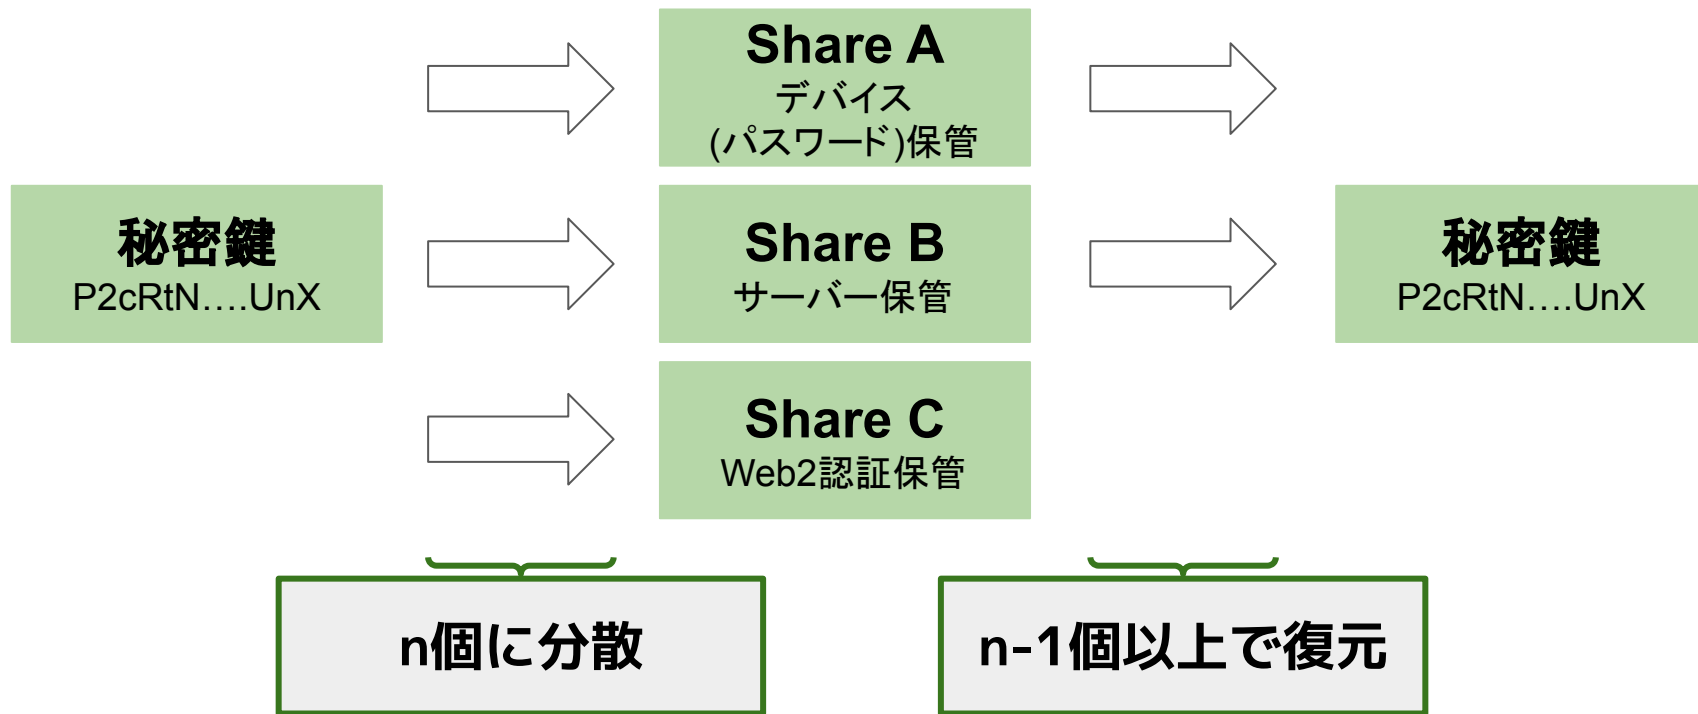 秘密鍵
P2cRtN....UnX
Share A
デバイス
(パスワード)保管
Share B
サーバー保管
Share C
Web2認証保管
秘密鍵
P2cRtN....UnX
n個に分散
n-1個以上で復元